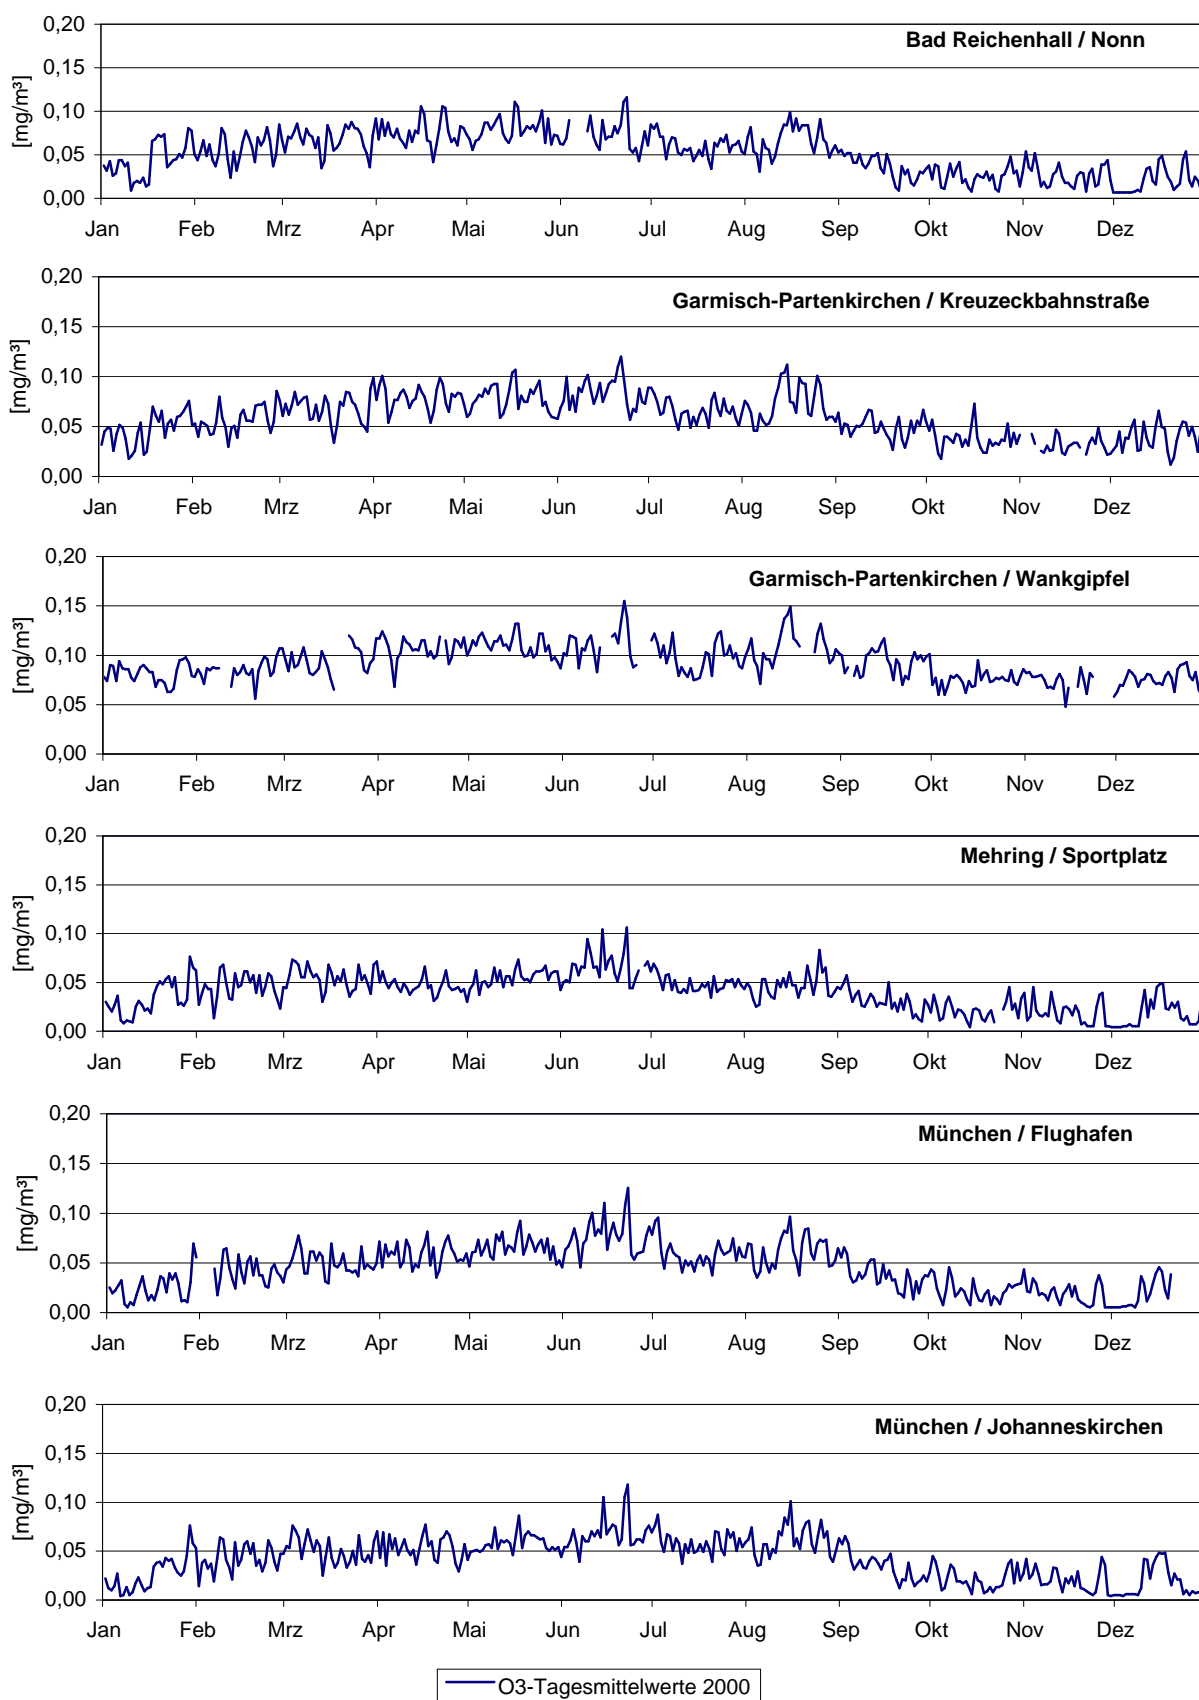 Bad Reichenhall / Nonn
[mg/m³]
0,20
0,15
0,10
0,05
0,00
Jan Feb Mrz Apr Mai Jun Jul Aug Sep Okt Nov Dez
Garmisch-Partenkirchen / Kreuzeckbahnstraße
[mg/m³]
0,20
0,15
0,10
0,05
0,00
Jan Feb Mrz Apr Mai Jun Jul Aug Sep Okt Nov Dez
Garmisch-Partenkirchen / Wankgipfel
[mg/m³]
0,20
0,15
0,10
0,05
0,00
Jan Feb Mrz Apr Mai Jun Jul Aug Sep Okt Nov Dez
Mehring / Sportplatz
[mg/m³]
0,20
0,15
0,10
0,05
0,00
Jan Feb Mrz Apr Mai Jun Jul Aug Sep Okt Nov Dez
München / Flughafen
[mg/m³]
0,20
0,15
0,10
0,05
0,00
Jan Feb Mrz Apr Mai Jun Jul Aug Sep Okt Nov Dez
München / Johanneskirchen
[mg/m³]
0,20
0,15
0,10
0,05
0,00
Jan Feb Mrz Apr Mai Jun Jul Aug Sep Okt Nov Dez
O3-Tagesmittelwerte 2000